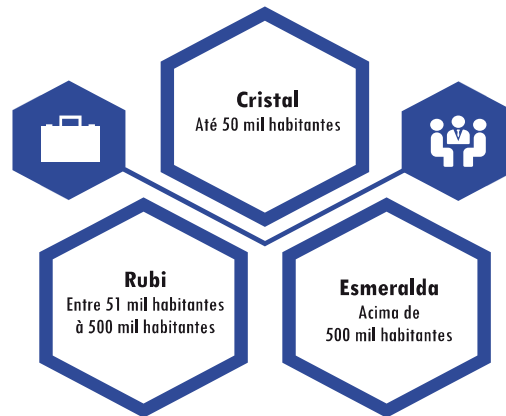 Cristal
Até 50 mil habitantes
Rubi
Entre 51 mil habitantes
à 500 mil habitantes
Esmeralda
Acima de
500 mil habitantes